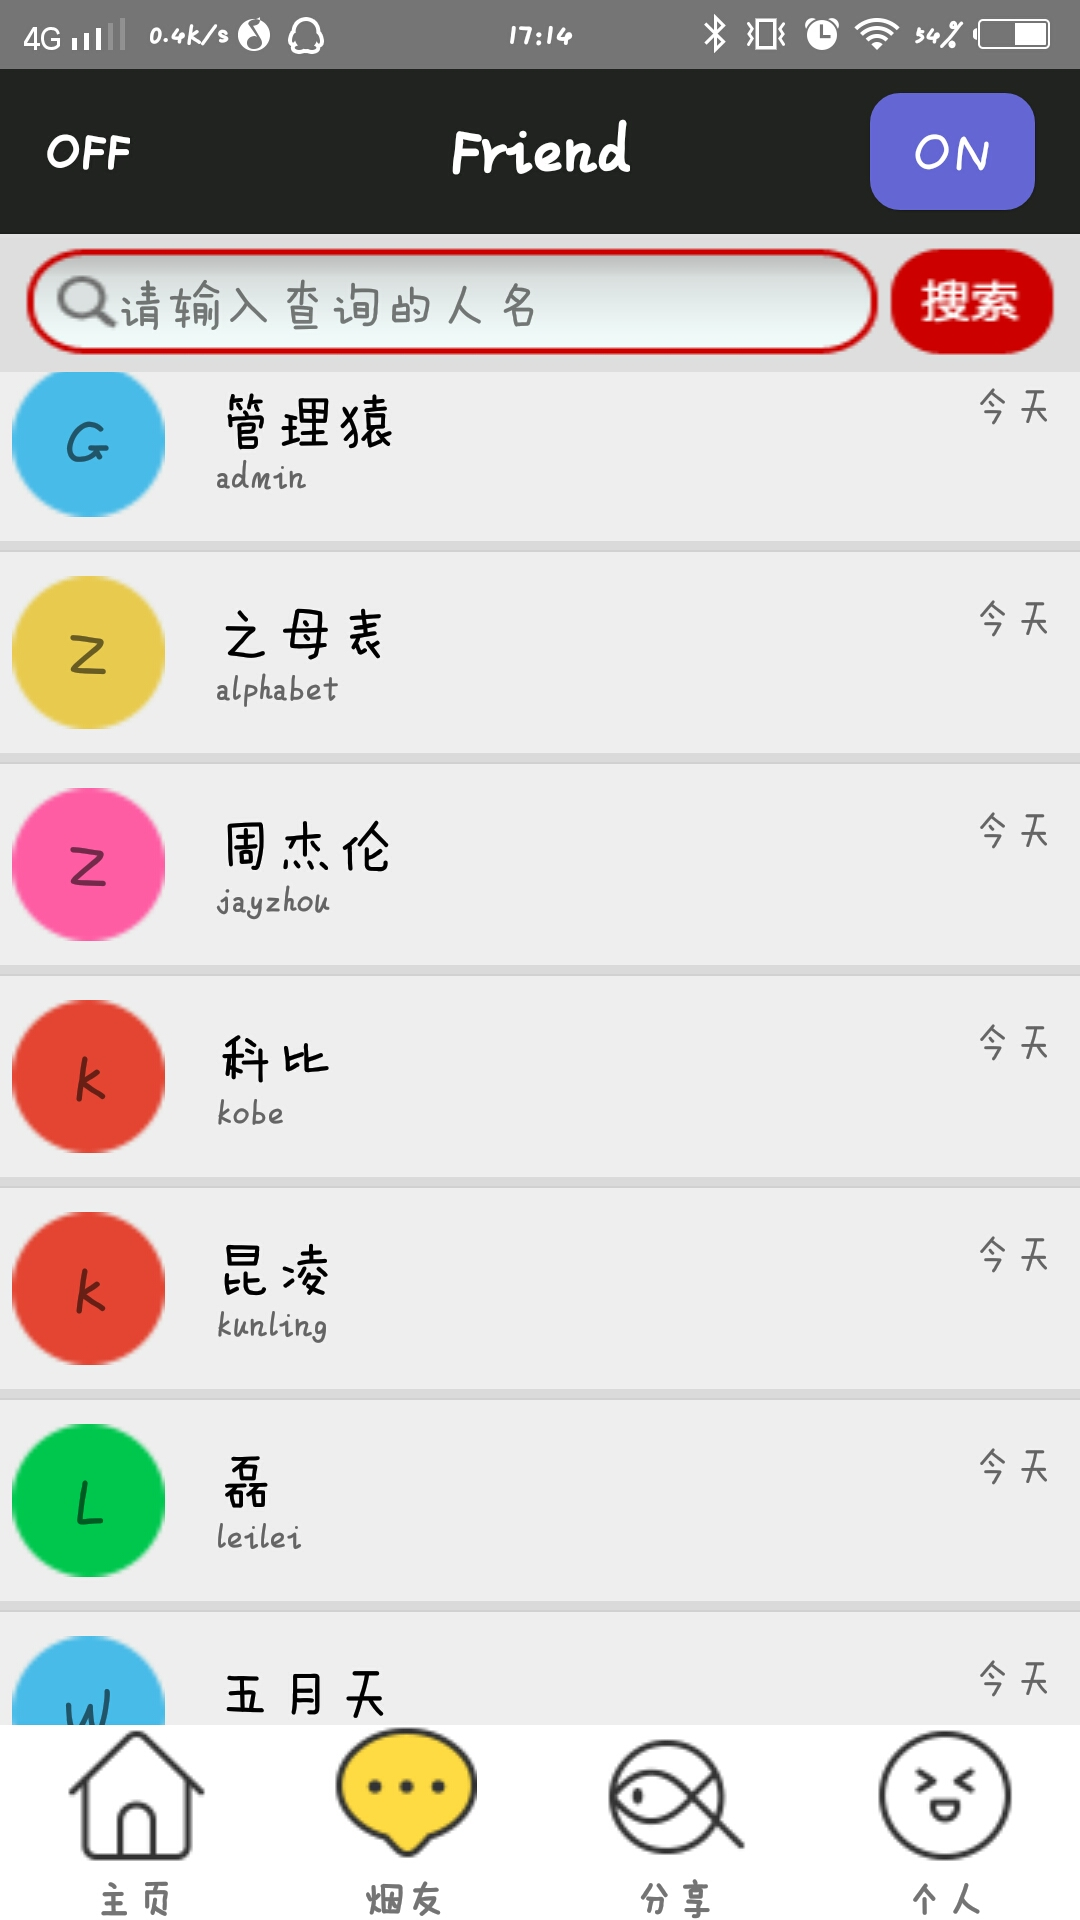 4G 0.4k/s 17:14 54%
OFF Friend ON
请输入查询的人名 搜索
G 管理猿 今天
admin
Z 之母表 今天
alphabet
Z 周杰伦 今天
jayzhou
K 科比 今天
kobe
K 昆凌 今天
kunling
L 磊 今天
leilei
W 五月天 今天
主页 烟友 分享 个人